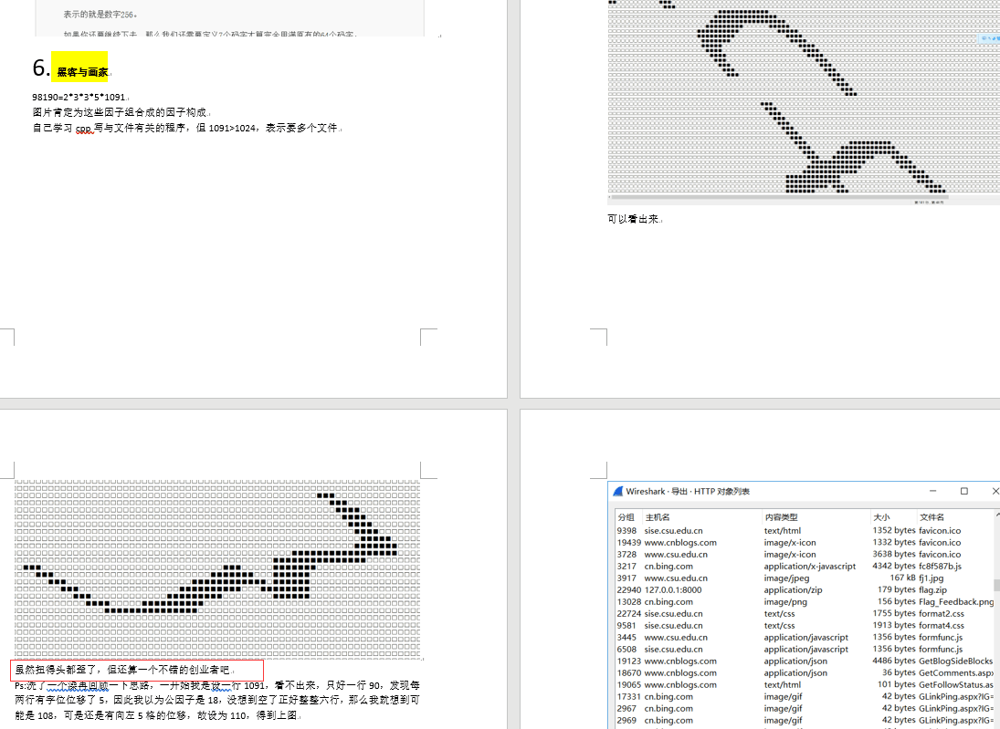 表示的就是数字256。
如果你还要继续下去，那么我们还需要定义7个码字才算完全用满原有的64个码字。
6. 黑客与画家
98190=2*3*3*5*1091
图片肯定为这些因子组合成的因子构成.
自己学习 cpp 写与文件有关的程序，但 1091>1024，表示要多个文件.
可以看出来
虽然扭得头都歪了，但还算一个不错的创业者吧.
Ps:洗了一个澡再回顾一下思路，一开始我是设一行 1091，看不出来，只好一行 90，发现每
两行有字位位移了 5，因此我以为公因子是 18，没想到空了正好整整六行，那么我就想到可
能是 108，可是还是有向左 5 格的位移，故设为 110，得到上图.
Wireshark · 导出 · HTTP 对象列表
分组 主机名 内容类型 大小 文件名
9398 sise.csu.edu.cn text/html 1352 bytes favicon.ico
19439 www.cnblogs.com image/x-icon 1332 bytes favicon.ico
3728 www.csu.edu.cn image/x-icon 3638 bytes favicon.ico
3217 cn.bing.com application/x-javascript 4342 bytes fc8f587b.js
3917 www.csu.edu.cn image/jpeg 167 kB fj1.jpg
22940 127.0.0.1:8000 application/zip 179 bytes flag.zip
13028 cn.bing.com image/png 156 bytes Flag_Feedback.png
22724 sise.csu.edu.cn text/css 1755 bytes format2.css
9581 sise.csu.edu.cn text/css 1913 bytes format4.css
3445 www.csu.edu.cn application/javascript 1356 bytes formfunc.js
6508 sise.csu.edu.cn application/javascript 1356 bytes formfunc.js
19123 www.cnblogs.com application/json 4486 bytes GetBlogSideBlocks
18670 www.cnblogs.com application/json 36 bytes GetComments.aspx
19065 www.cnblogs.com text/html 101 bytes GetFollowStatus.as
17331 cn.bing.com image/gif 42 bytes GLinkPing.aspx?IG=
2967 cn.bing.com image/gif 42 bytes GLinkPing.aspx?IG=
2969 cn.bing.com image/gif 42 bytes GLinkPing.aspx?IG=